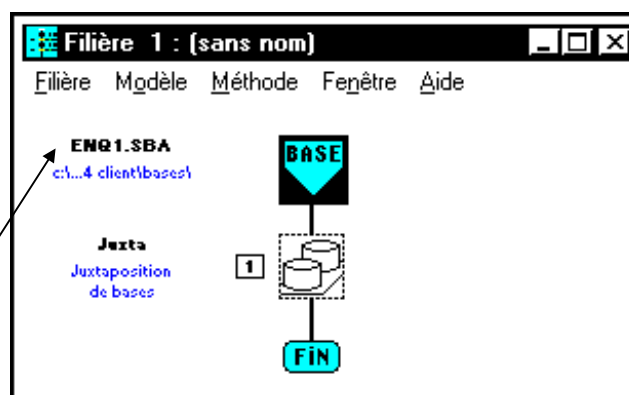 Filière 1 : (sans nom)
Filière Modèle Méthode Fenêtre Aide
ENQ1.SBA
c:\...4 client\bases\
BASE
Juxta
Juxtaposition
de bases
1
FiN